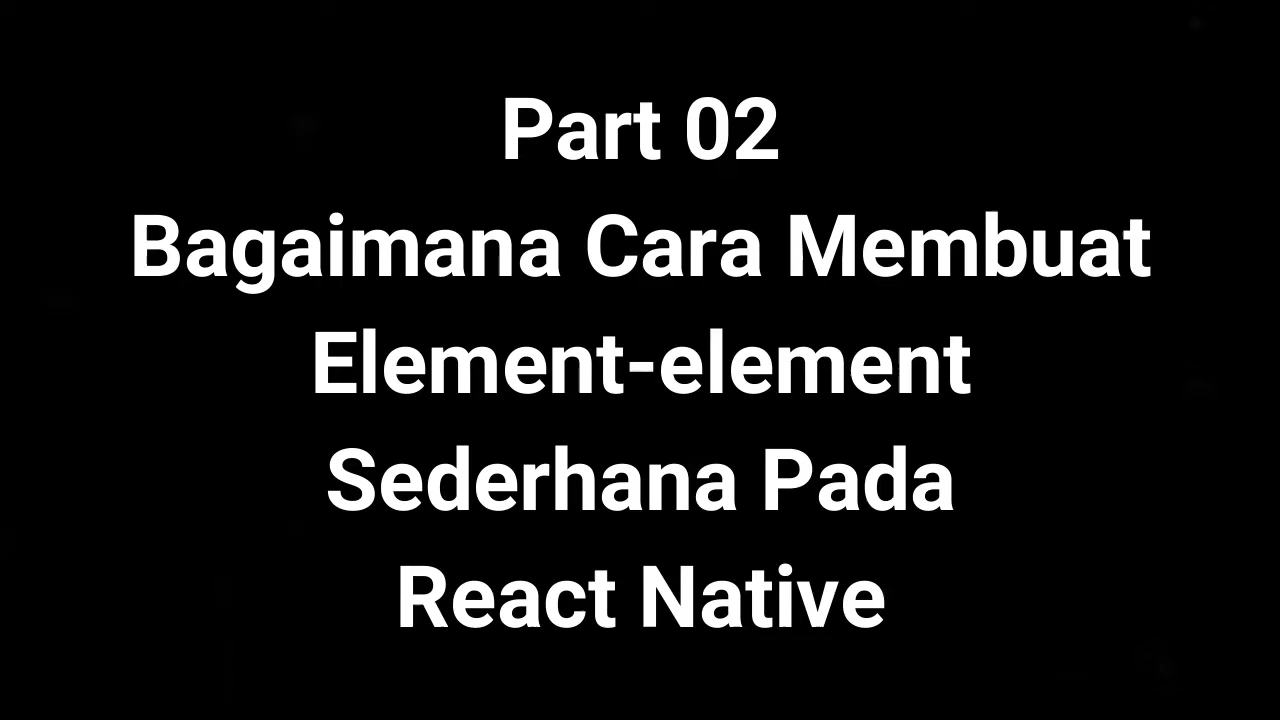 Part 02
Bagaimana Cara Membuat
Element-element
Sederhana Pada
React Native